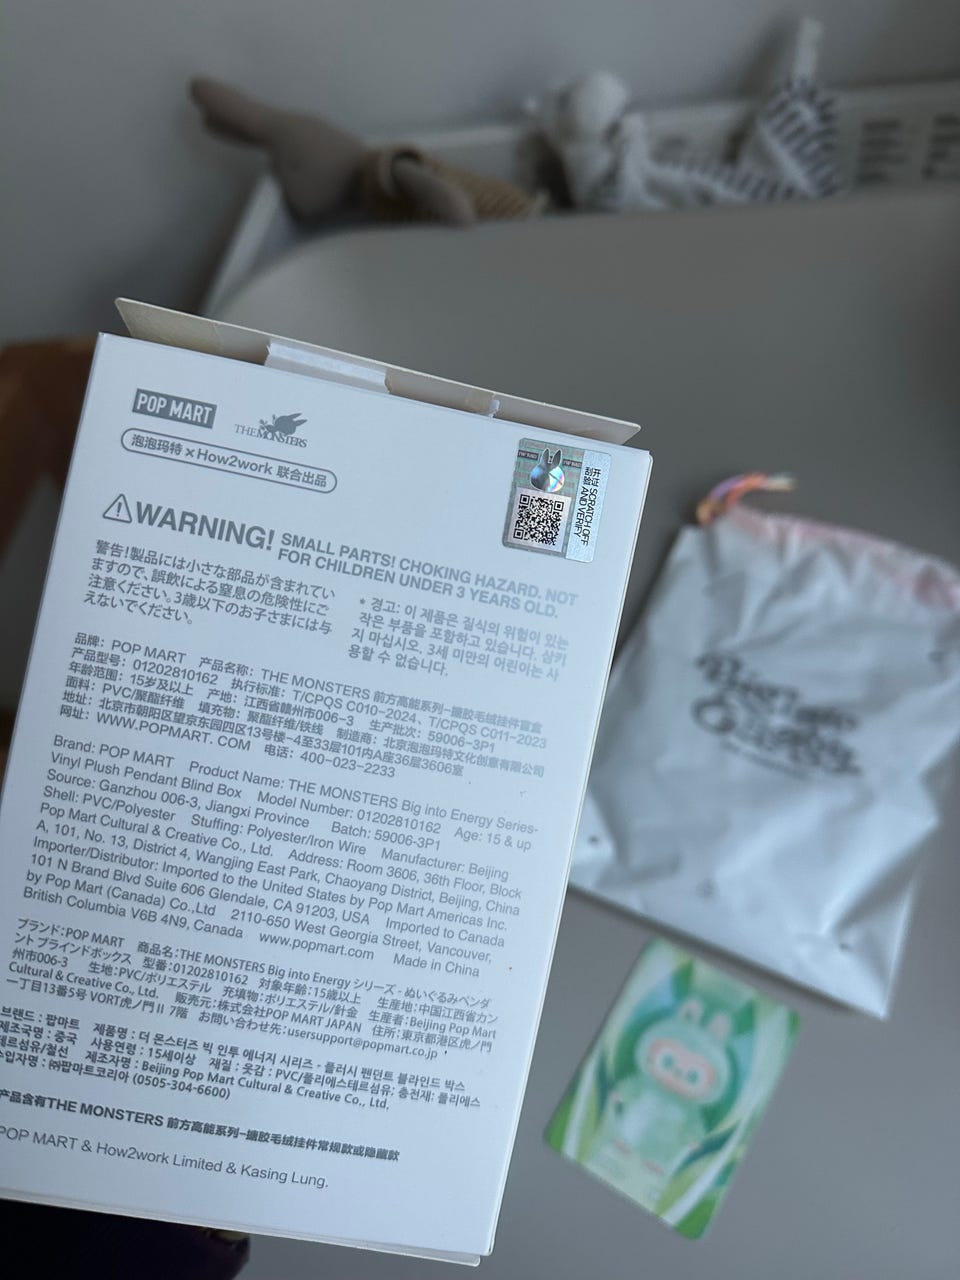 POP MART
THE MONSTERS
泡泡玛特 × How2work 联合出品
POP MART
POP MART
刮开 SCRATCH OFF
验证 AND VERIFY
WARNING! SMALL PARTS! CHOKING HAZARD. NOT
FOR CHILDREN UNDER 3 YEARS OLD.
警告！製品には小さな部品が含まれてい
ますので、誤飲による窒息の危険性にご
注意ください。3歳以下のお子さまには与
えないでください。
* 경고: 이 제품은 질식의 위험이 있는
작은 부품을 포함하고 있습니다. 삼키
지 마십시오. 3세 미만의 어린이는 사
용할 수 없습니다.
品牌：POP MART 产品名称：THE MONSTERS 前方高能系列-搪胶毛绒挂件盲盒
产品型号：01202810162 执行标准：T/CPQS C010-2024、T/CPQS C011-2023
年龄范围：15岁及以上 产地：江西省赣州市006-3 生产批次：59006-3P1
面料：PVC/聚酯纤维 填充物：聚酯纤维/铁线 制造商：北京泡泡玛特文化创意有限公司
地址：北京市朝阳区望京东园四区13号楼-4至33层101内A座36层3606室
网址：WWW.POPMART.COM 电话：400-023-2233
Brand: POP MART Product Name: THE MONSTERS Big into Energy Series-
Vinyl Plush Pendant Blind Box Model Number: 01202810162 Age: 15 & up
Source: Ganzhou 006-3, Jiangxi Province Batch: 59006-3P1
Shell: PVC/Polyester Stuffing: Polyester/Iron Wire Manufacturer: Beijing
Pop Mart Cultural & Creative Co., Ltd. Address: Room 3606, 36th Floor, Block
A, 101, No. 13, District 4, Wangjing East Park, Chaoyang District, Beijing, China
Importer/Distributor: Imported to the United States by Pop Mart Americas Inc.
101 N Brand Blvd Suite 606 Glendale, CA 91203, USA Imported to Canada
by Pop Mart (Canada) Co.,Ltd 2110-650 West Georgia Street, Vancouver,
British Columbia V6B 4N9, Canada www.popmart.com Made in China
ブランド：POP MART 商品名：THE MONSTERS Big into Energy シリーズ - ぬいぐるみペンダ
ント ブラインドボックス 型番：01202810162 対象年齢：15歳以上 生産地：中国江西省カン
州市006-3 生地：PVC/ポリエステル 充填物：ポリエステル/針金 生産者：Beijing Pop Mart
Cultural & Creative Co., Ltd. 販売元：株式会社POP MART JAPAN 住所：東京都港区虎ノ門
一丁目13番5号 VORT虎ノ門Ⅱ 7階 お問い合わせ先：usersupport@popmart.co.jp
브랜드 : 팝마트 제품명 : 더 몬스터즈 빅 인투 에너지 시리즈 - 플러시 팬던트 블라인드 박스
제조국명 : 중국 사용연령 : 15세이상 재질 : 겉감 : PVC/폴리에스테르섬유; 충전재: 폴리에스
테르섬유/철선 제조자명 : Beijing Pop Mart Cultural & Creative Co., Ltd.
수입자명 : ㈜팝마트코리아 (0505-304-6600)
产品含有THE MONSTERS 前方高能系列-搪胶毛绒挂件常规款或隐藏款
POP MART & How2work Limited & Kasing Lung.